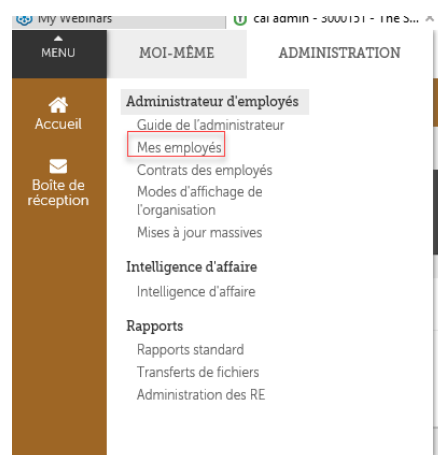 My Webinars
cal admin - 3000151 - The S...
MENU
MOI-MÊME
ADMINISTRATION
Accueil
Boîte de
réception
Administrateur d'employés
Guide de l'administrateur
Mes employés
Contrats des employés
Modes d'affichage de
l'organisation
Mises à jour massives
Intelligence d'affaire
Intelligence d'affaire
Rapports
Rapports standard
Transferts de fichiers
Administration des RE